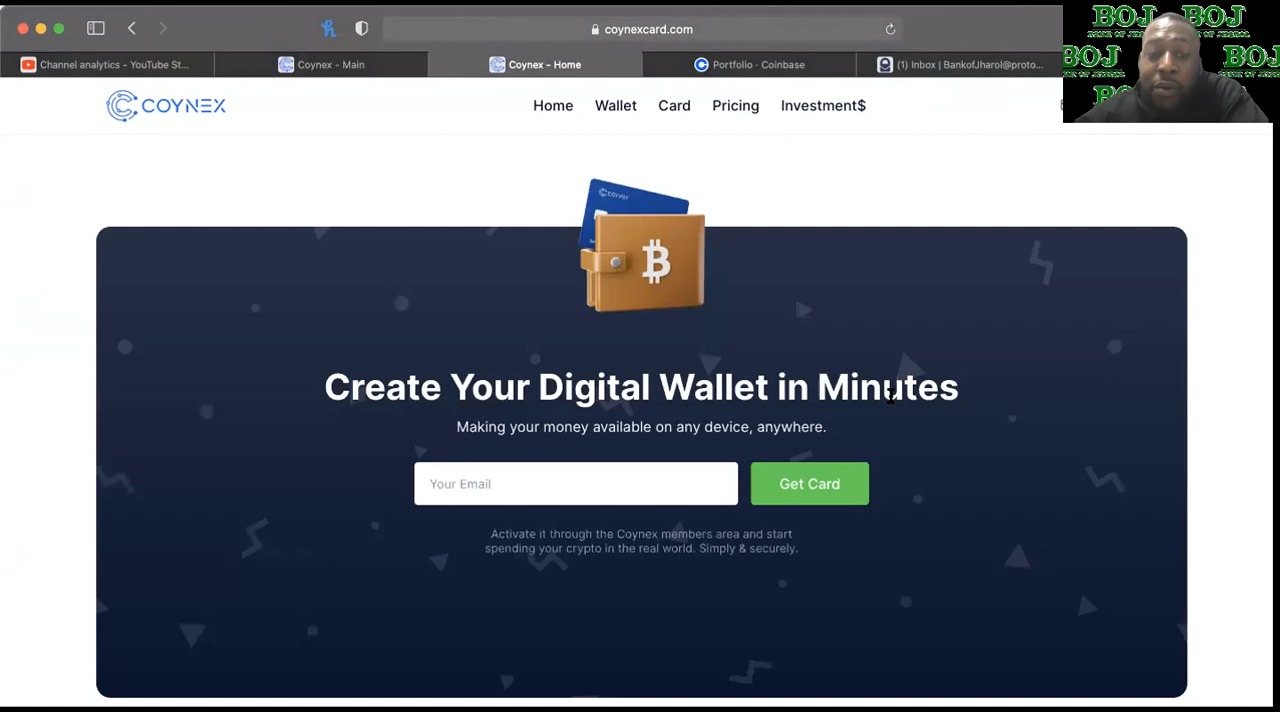 coynexcard.com
Channel analytics - YouTube St...
Coynex - Main
Coynex - Home
Portfolio - Coinbase
(1) Inbox | BankofJharol@proto...
BOJ BOJ
BOJ
COYNEX
Home
Wallet
Card
Pricing
Investment$
COYNEX
Create Your Digital Wallet in Minutes
Making your money available on any device, anywhere.
Your Email
Get Card
Activate it through the Coynex members area and start
spending your crypto in the real world. Simply & securely.